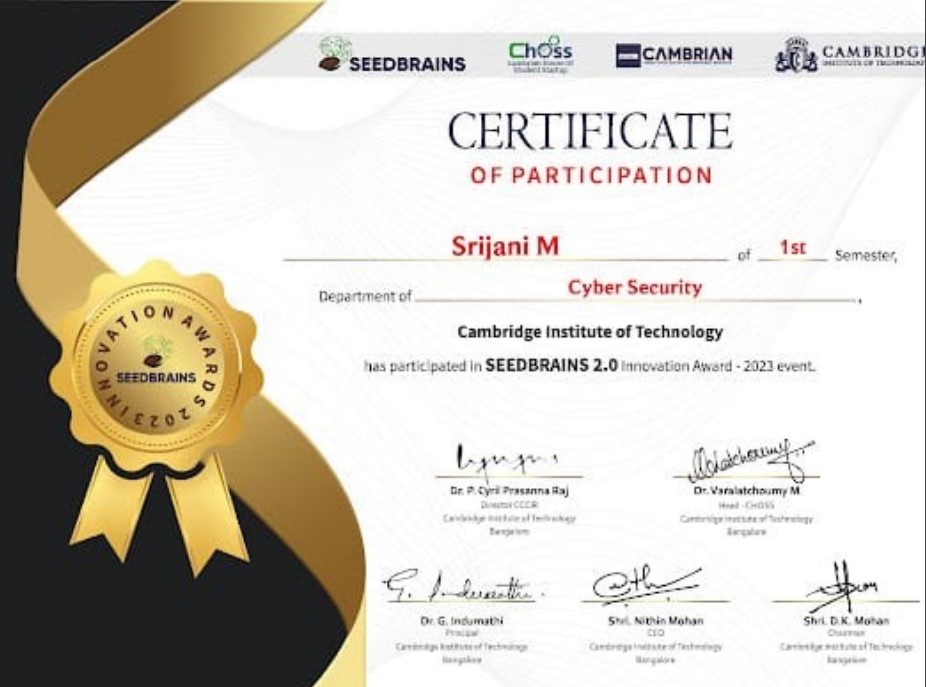 SEEDBRAINS
ChOss
Cambrian House Of
Student Startup
CAMBRIAN
CAMBRIDGE
INSTITUTE OF TECHNOLOGY
CERTIFICATE
OF PARTICIPATION
Srijani M of 1st Semester,
Department of Cyber Security,
Cambridge Institute of Technology
has participated in SEEDBRAINS 2.0 Innovation Award - 2023 event.
INNOVATION AWARDS 2023
SEEDBRAINS
Dr. P. Cyril Prasanna Raj
Director CCCIR
Cambridge Institute of Technology
Bangalore
Dr. Varalatchoumy M
Head - CHOSS
Cambridge Institute of Technology
Bangalore
G. Indumathi
Dr. G. Indumathi
Principal
Cambridge Institute of Technology
Bangalore
Shri. Nithin Mohan
CEO
Cambridge Institute of Technology
Bangalore
Shri. D.K. Mohan
Chairman
Cambridge Institute of Technology
Bangalore